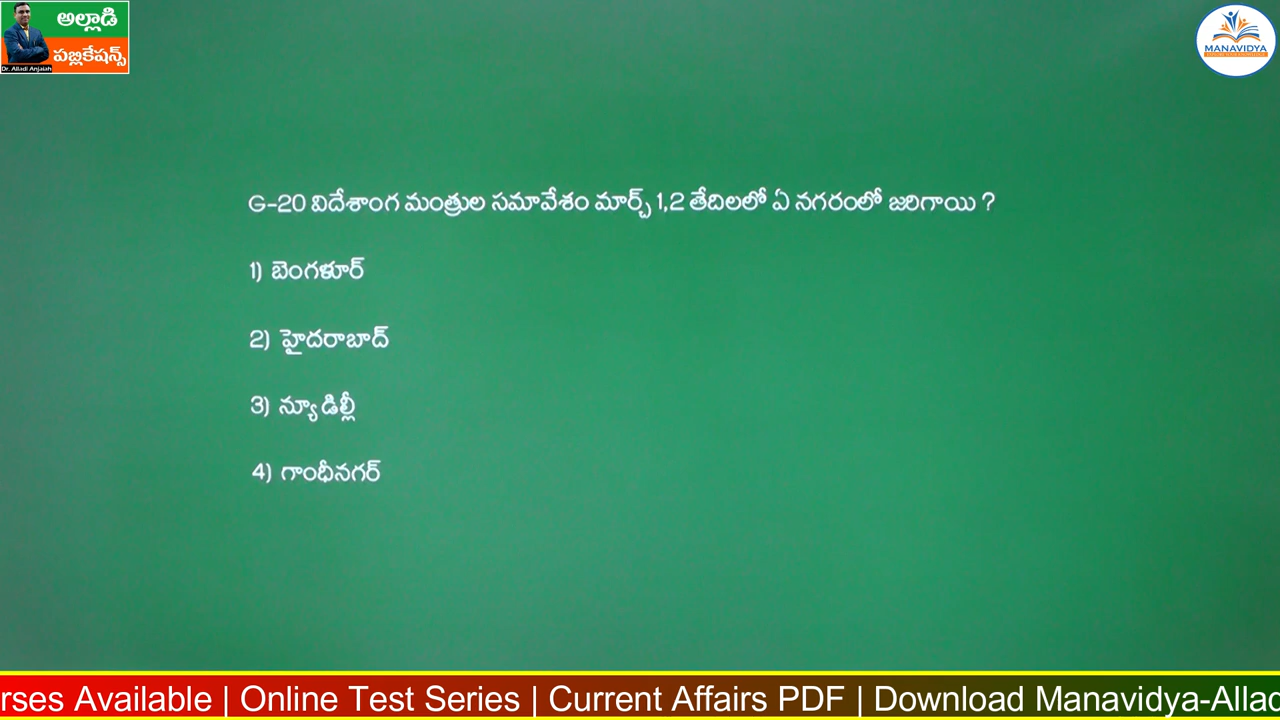 అల్లాడి
పబ్లికేషన్స్
Dr. Alladi Anjaiah
MANAVIDYA
G-20 విదేశాంగ మంత్రుల సమావేశం మార్చ్ 1,2 తేదిలలో ఏ నగరంలో జరిగాయి ?
1) బెంగళూర్
2) హైదరాబాద్
3) న్యూడిల్లీ
4) గాంధీనగర్
rses Available | Online Test Series | Current Affairs PDF | Download Manavidya-Allad